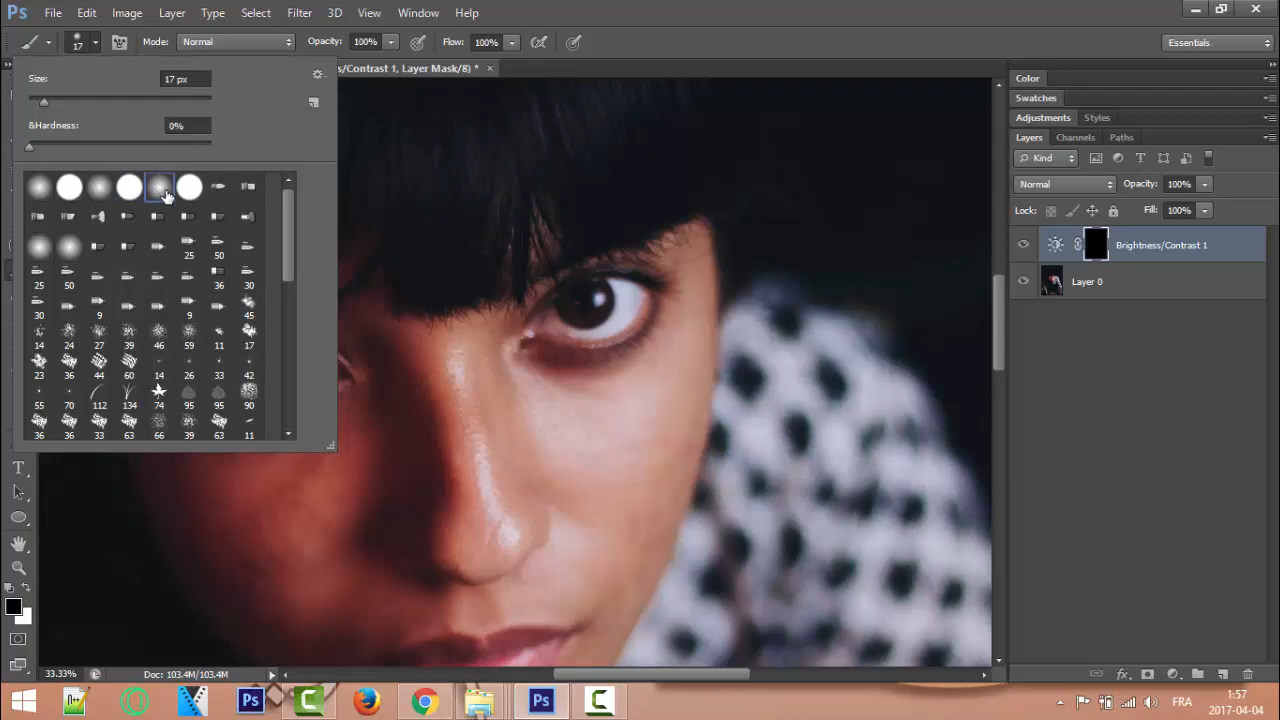 Ps File Edit Image Layer Type Select Filter 3D View Window Help
17 Mode: Normal Opacity: 100% Flow: 100% Essentials
s/Contrast 1, Layer Mask/8) * ×
Size: 17 px
&Hardness: 0%
25 50
25 50 36 30
30 9 9 45
14 24 27 39 46 59 11 17
23 36 44 60 14 26 33 42
55 70 112 134 74 95 95 90
36 36 33 63 66 39 63 11
Color
Swatches
Adjustments Styles
Layers Channels Paths
Kind
Normal Opacity: 100%
Lock: Fill: 100%
Brightness/Contrast 1
Layer 0
33.33% Doc: 103.4M/103.4M
Ps Ps FR 1:57
2017-04-04